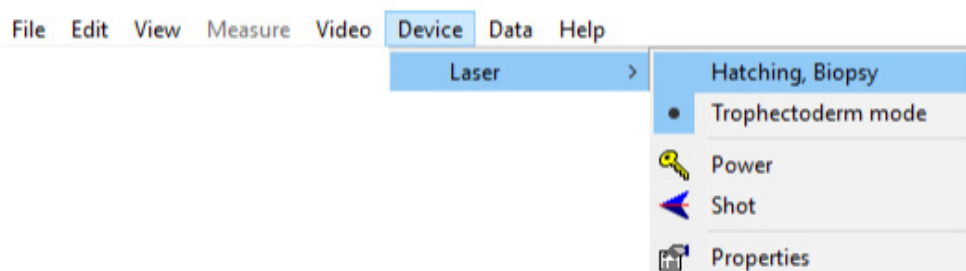 File Edit View Measure Video Device Data Help
Laser > Hatching, Biopsy
Trophectoderm mode
Power
Shot
Properties